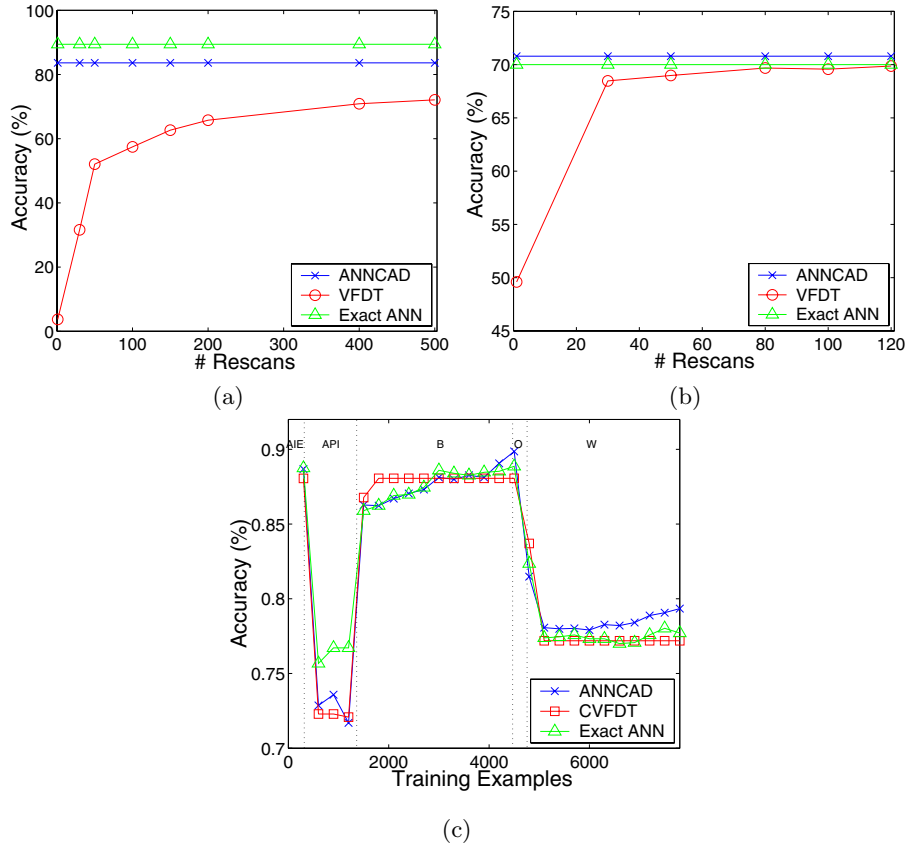 100
80
60
40
20
0
Accuracy (%)
0 100 200 300 400 500
# Rescans
ANNCAD
VFDT
Exact ANN
(a)
75
70
65
60
55
50
45
Accuracy (%)
0 20 40 60 80 100 120
# Rescans
ANNCAD
VFDT
Exact ANN
(b)
AIE API B O W
0.9
0.85
0.8
0.75
0.7
Accuracy (%)
0 2000 4000 6000
Training Examples
ANNCAD
CVFDT
Exact ANN
(c)